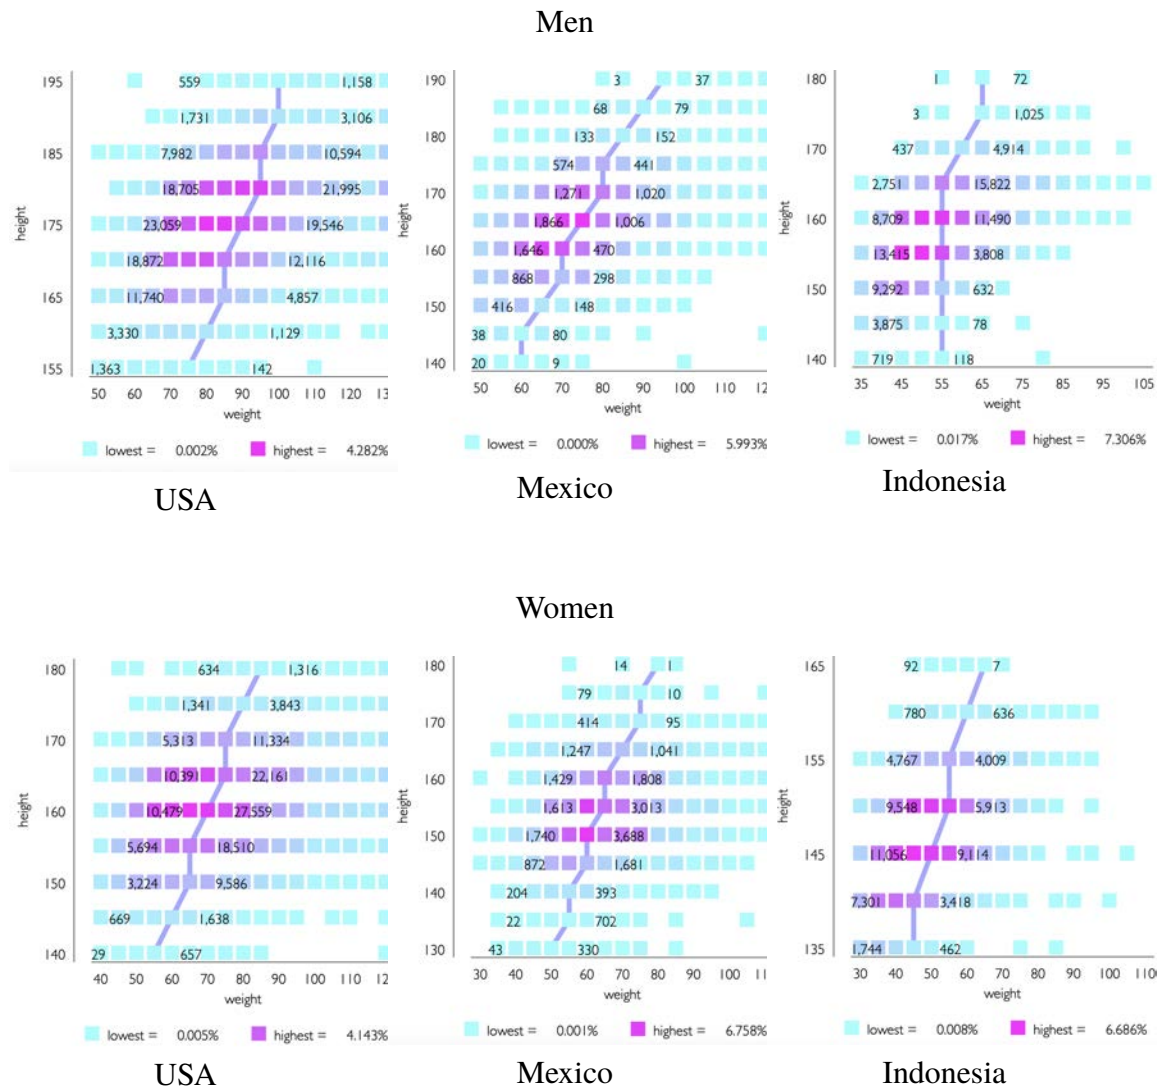 Men
195 559 1,158
1,731 3,106
185 7,982 10,594
18,705 21,995
175 23,059 19,546
18,872 12,116
165 11,740 4,857
3,330 1,129
155 1,363 142
50 60 70 80 90 100 110 120 13
height
weight
lowest = 0.002% highest = 4.282%
USA
190 3 37
68 79
180 133 152
574 441
170 1,271 1,020
1,866 1,006
160 1,646 470
868 298
150 416 148
38 80
140 20 9
50 60 70 80 90 100 110 12
height
weight
lowest = 0.000% highest = 5.993%
Mexico
180 1 72
3 1,025
170 437 4,914
2,751 15,822
160 8,709 11,490
13,415 3,808
150 9,292 632
3,875 78
140 719 118
35 45 55 65 75 85 95 105
height
weight
lowest = 0.017% highest = 7.306%
Indonesia
Women
180 634 1,316
1,341 3,843
170 5,313 11,334
10,391 22,161
160 10,479 27,559
5,694 18,510
150 3,224 9,586
669 1,638
140 29 657
40 50 60 70 80 90 100 110 12
height
weight
lowest = 0.005% highest = 4.143%
USA
180 14 1
79 10
170 414 95
1,247 1,041
160 1,429 1,808
1,613 3,013
150 1,740 3,688
872 1,681
140 204 393
22 702
130 43 330
30 40 50 60 70 80 90 100 11
height
weight
lowest = 0.001% highest = 6.758%
Mexico
165 92 7
780 636
155 4,767 4,009
9,548 5,913
145 11,056 9,114
7,301 3,418
135 1,744 462
30 40 50 60 70 80 90 100 110
height
weight
lowest = 0.008% highest = 6.686%
Indonesia